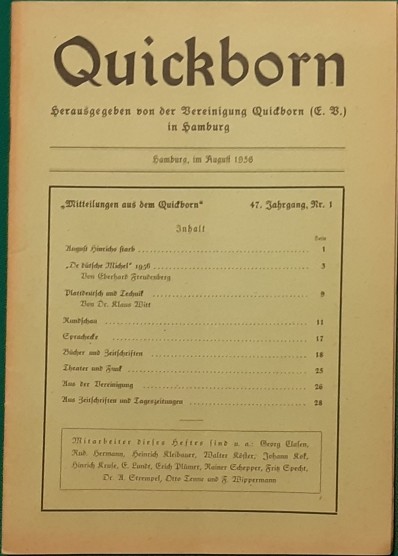 Quickborn
Herausgegeben von der Vereinigung Quickborn (E. V.)
in Hamburg
Hamburg, im August 1956
„Mitteilungen aus dem Quickborn“ 47. Jahrgang, Nr. 1
Inhalt
Seite
August Hinrichs starb 1
„De dütsche Michel“ 1956 3
Von Eberhard Freudenberg
Plattdeutsch und Technik 9
Von Dr. Klaus Witt
Rundschau 11
Sprachecke 17
Bücher und Zeitschriften 18
Theater und Funk 25
Aus der Vereinigung 26
Aus Zeitschriften und Tageszeitungen 28
Mitarbeiter dieses Heftes sind u. a.: Georg Clasen,
Rud. Hermann, Heinrich Kleibauer, Walter Köster, Johann Kok,
Hinrich Kruse, E. Lunde, Erich Plümer, Rainer Schepper, Fritz Specht,
Dr. A. Strempel, Otto Tenne und F. Wippermann